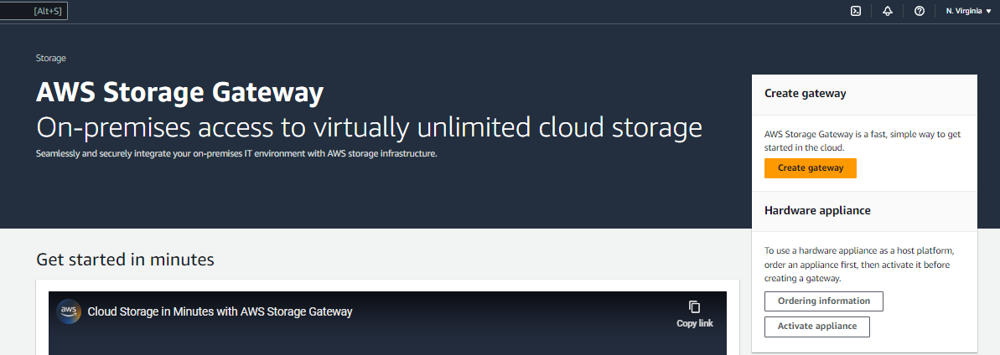 [Alt+S]
N. Virginia
Storage
AWS Storage Gateway
On-premises access to virtually unlimited cloud storage
Seamlessly and securely integrate your on-premises IT environment with AWS storage infrastructure.
Create gateway
AWS Storage Gateway is a fast, simple way to get
started in the cloud.
Create gateway
Hardware appliance
To use a hardware appliance as a host platform,
order an appliance first, then activate it before
creating a gateway.
Ordering information
Activate appliance
Get started in minutes
aws
Cloud Storage in Minutes with AWS Storage Gateway
Copy link